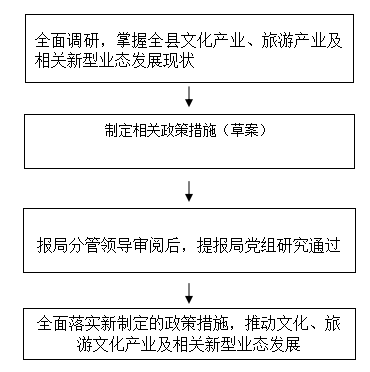 全面调研，掌握全县文化产业、旅游产业及
相关新型业态发展现状
制定相关政策措施（草案）
报局分管领导审阅后，提报局党组研究通过
全面落实新制定的政策措施，推动文化、旅
游文化产业及相关新型业态发展